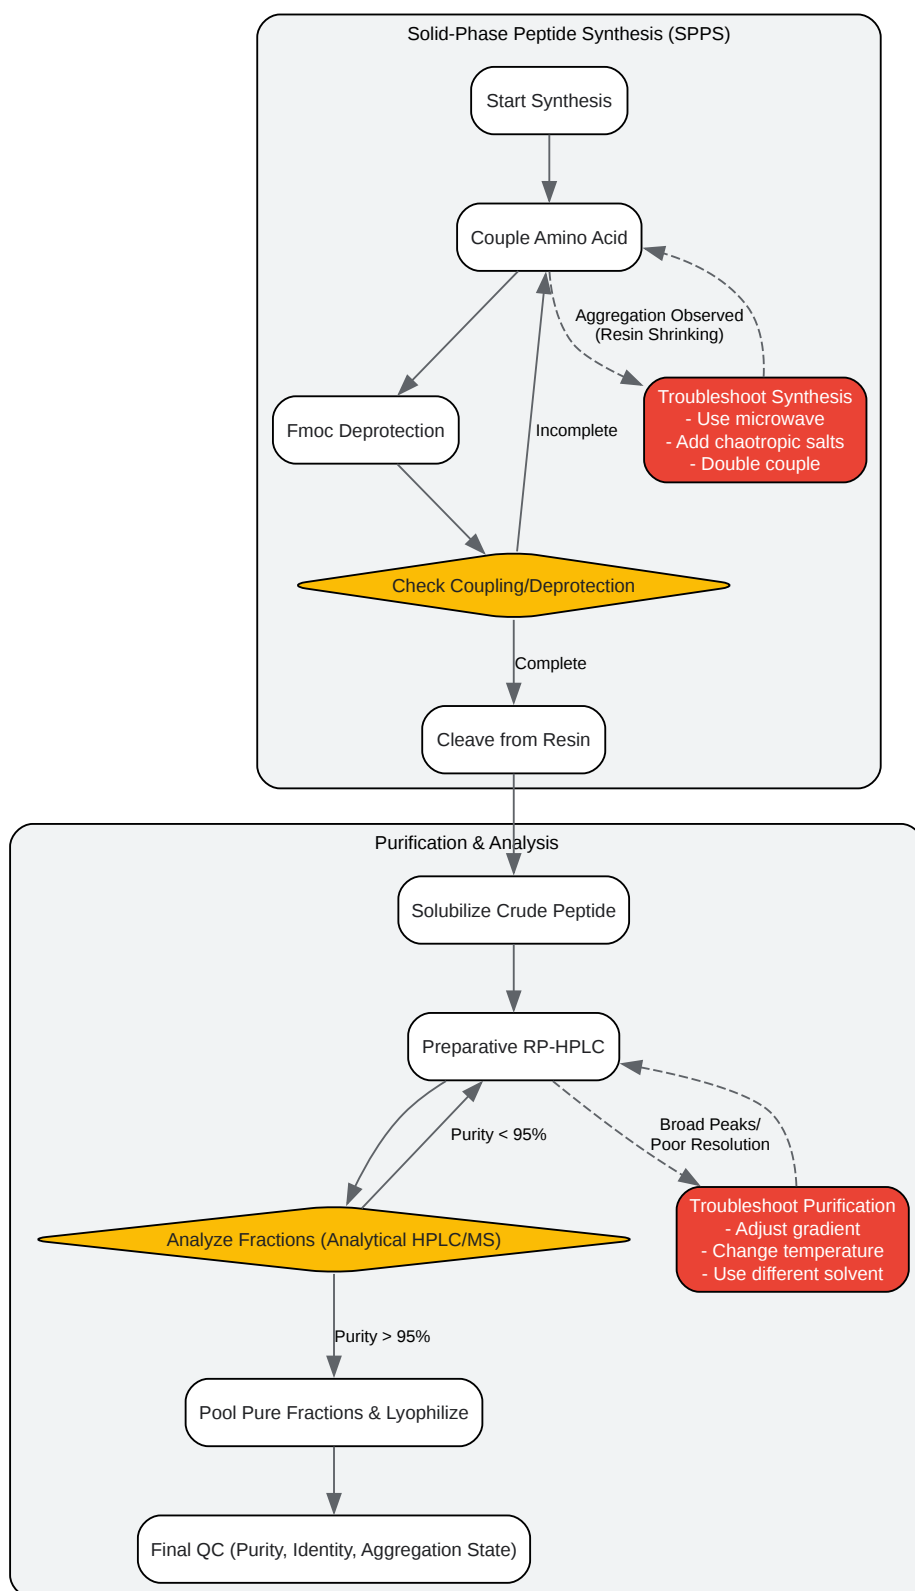 Solid-Phase Peptide Synthesis (SPPS)
Start Synthesis
Couple Amino Acid
Aggregation Observed
(Resin Shrinking)
Troubleshoot Synthesis
- Use microwave
- Add chaotropic salts
- Double couple
Fmoc Deprotection
Incomplete
Check Coupling/Deprotection
Complete
Cleave from Resin
Purification & Analysis
Solubilize Crude Peptide
Preparative RP-HPLC
Purity < 95%
Broad Peaks/
Poor Resolution
Troubleshoot Purification
- Adjust gradient
- Change temperature
- Use different solvent
Analyze Fractions (Analytical HPLC/MS)
Purity > 95%
Pool Pure Fractions & Lyophilize
Final QC (Purity, Identity, Aggregation State)